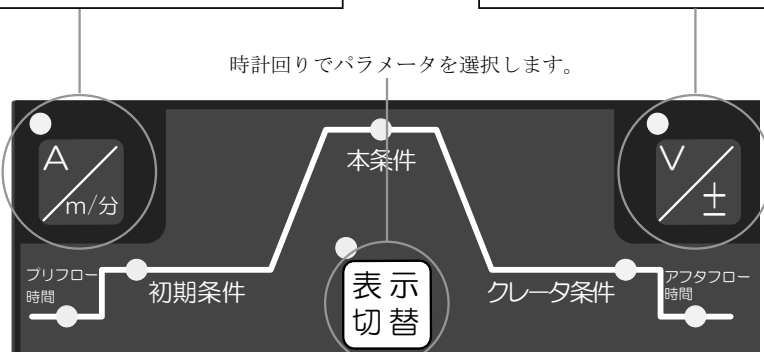 時計回りでパラメータを選択します。
A/m/分
V/±
本条件
プリフロー
時間
初期条件
表示
切替
クレータ条件
アフタフロー
時間